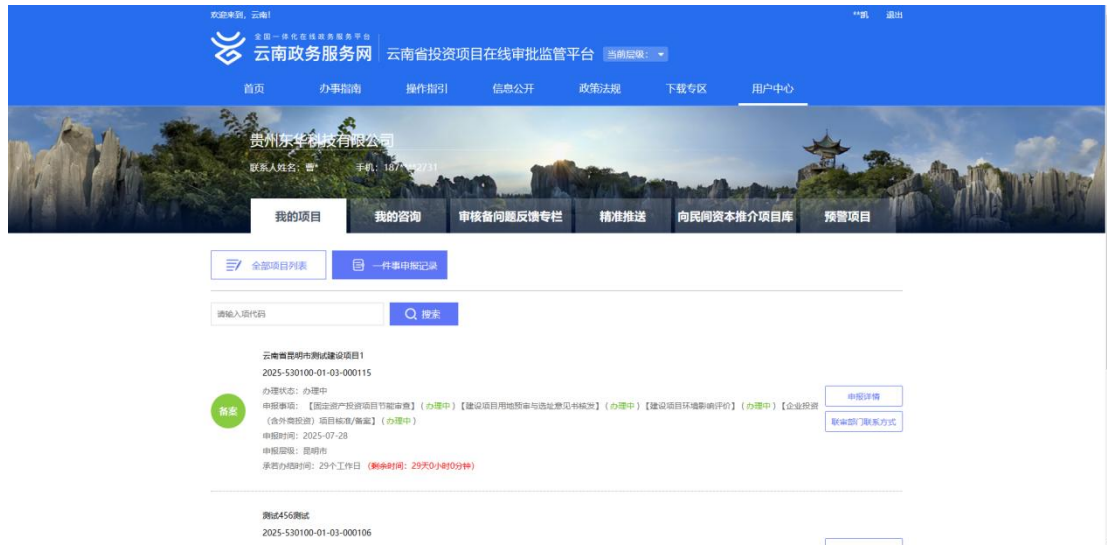 欢迎来到，云南！
**凯 退出
全国一体化在线政务服务平台
云南政务服务网 云南省投资项目在线审批监管平台 当前层级：
首页 办事指南 操作指引 信息公开 政策法规 下载专区 用户中心
贵州东华科技有限公司
联系人姓名：曹* 手机：187****2731
我的项目 我的咨询 审核备问题反馈专栏 精准推送 向民间资本推介项目库 预警项目
全部项目列表 一件事申报记录
请输入项代码 搜索
云南省昆明市测试建设项目1
2025-530100-01-03-000115
备案
办理状态：办理中
申报事项：【固定资产投资项目节能审查】（办理中）【建设项目用地预审与选址意见书核发】（办理中）【建设项目环境影响评价】（办理中）【企业投资
（含外商投资）项目核准/备案】（办理中）
申报时间：2025-07-28
申报层级：昆明市
承若办结时间：29个工作日（剩余时间：29天0小时0分钟）
申报详情
联审部门联系方式
测试456测试
2025-530100-01-03-000106